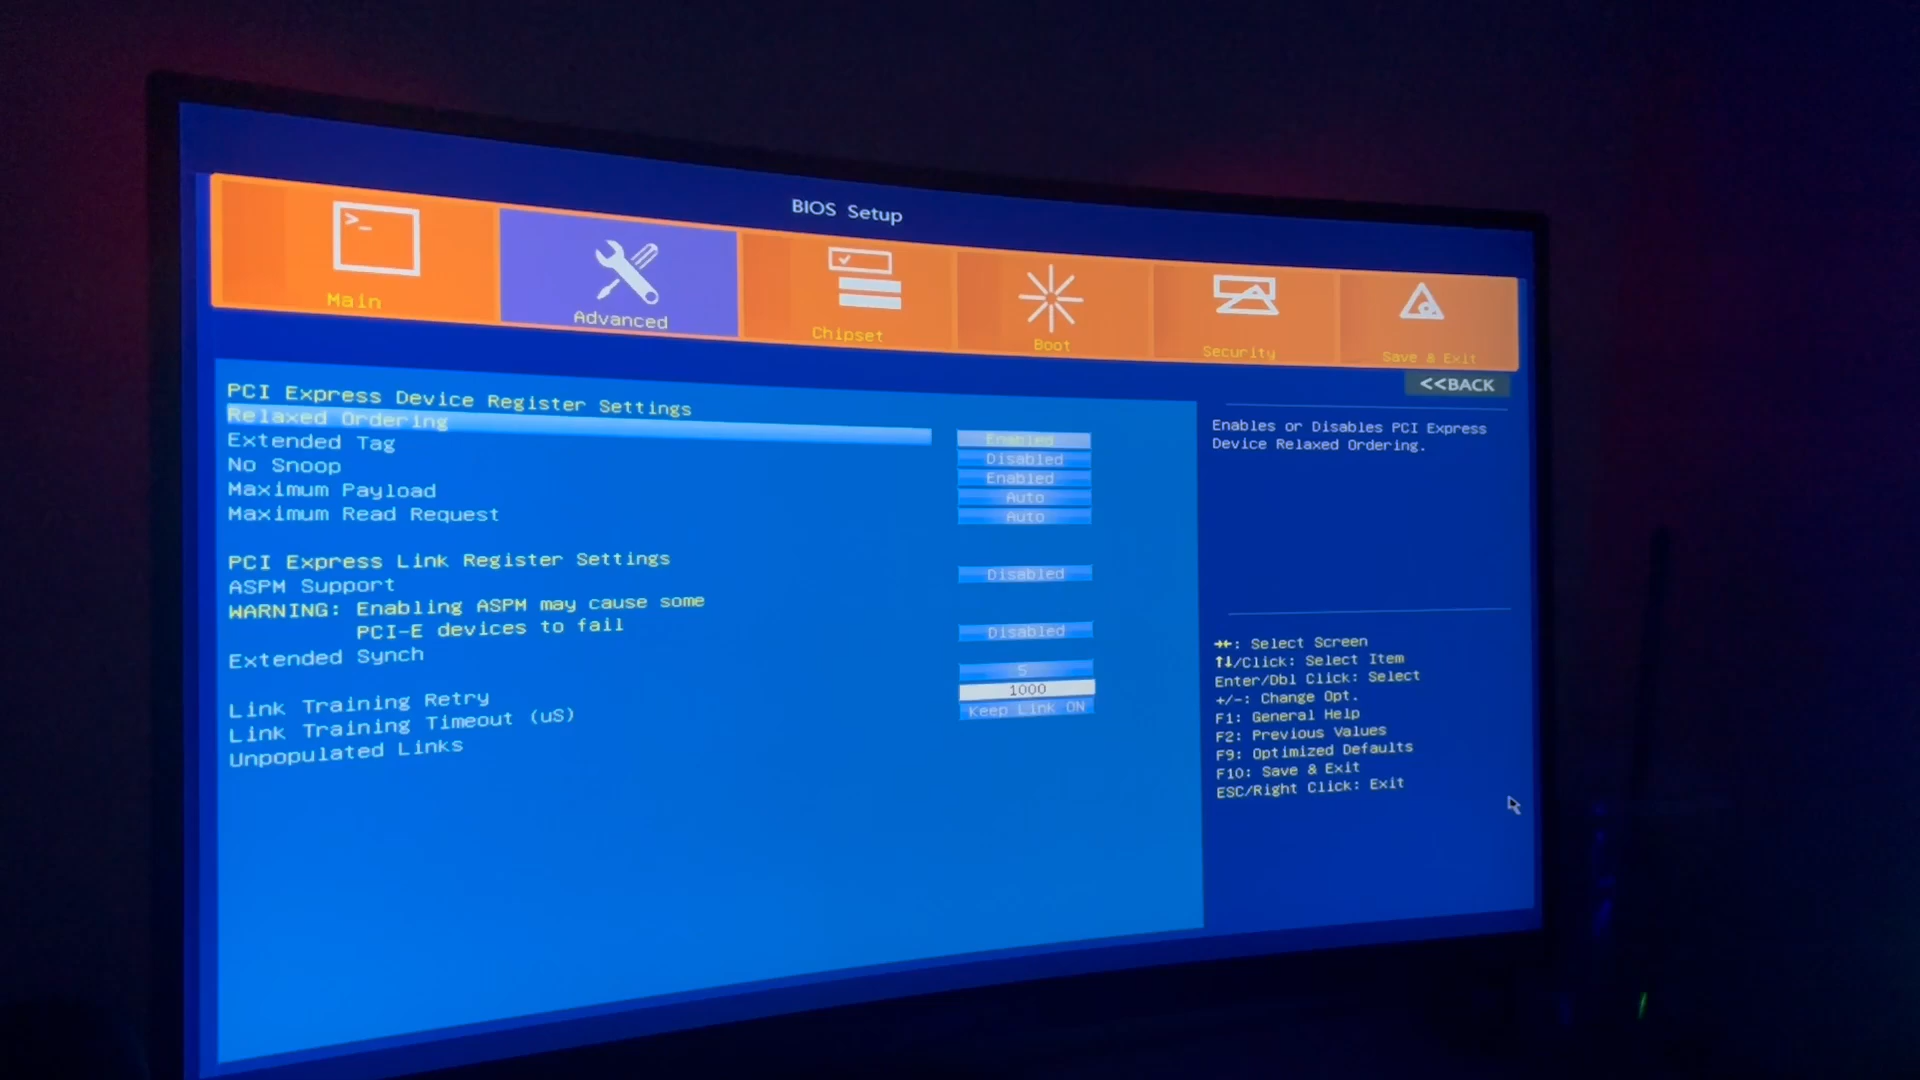 BIOS Setup
>_
Main
Advanced
Chipset
Boot
Security
Save & Exit
<<BACK
PCI Express Device Register Settings
Relaxed Ordering Enabled
Extended Tag Disabled
No Snoop Enabled
Maximum Payload Auto
Maximum Read Request Auto
PCI Express Link Register Settings
ASPM Support Disabled
WARNING: Enabling ASPM may cause some
PCI-E devices to fail
Extended Synch Disabled
Link Training Retry 5
Link Training Timeout (uS) 1000
Unpopulated Links Keep Link ON
Enables or Disables PCI Express
Device Relaxed Ordering.
→←: Select Screen
↑↓/Click: Select Item
Enter/Dbl Click: Select
+/-: Change Opt.
F1: General Help
F2: Previous Values
F9: Optimized Defaults
F10: Save & Exit
ESC/Right Click: Exit